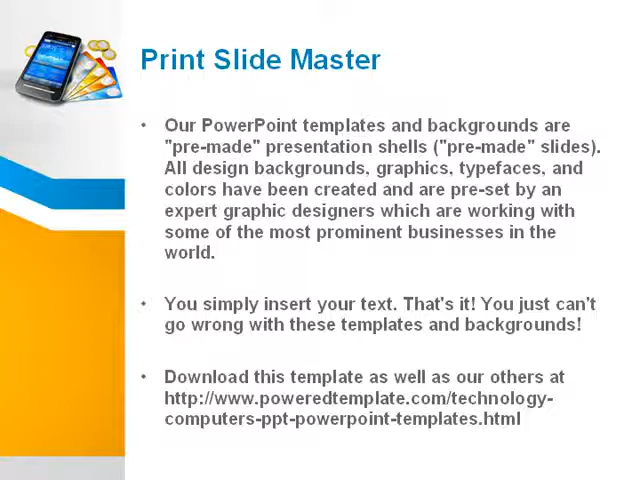 Print Slide Master
• Our PowerPoint templates and backgrounds are
"pre-made" presentation shells ("pre-made" slides).
All design backgrounds, graphics, typefaces, and
colors have been created and are pre-set by an
expert graphic designers which are working with
some of the most prominent businesses in the
world.
• You simply insert your text. That's it! You just can't
go wrong with these templates and backgrounds!
• Download this template as well as our others at
http://www.poweredtemplate.com/technology-
computers-ppt-powerpoint-templates.html